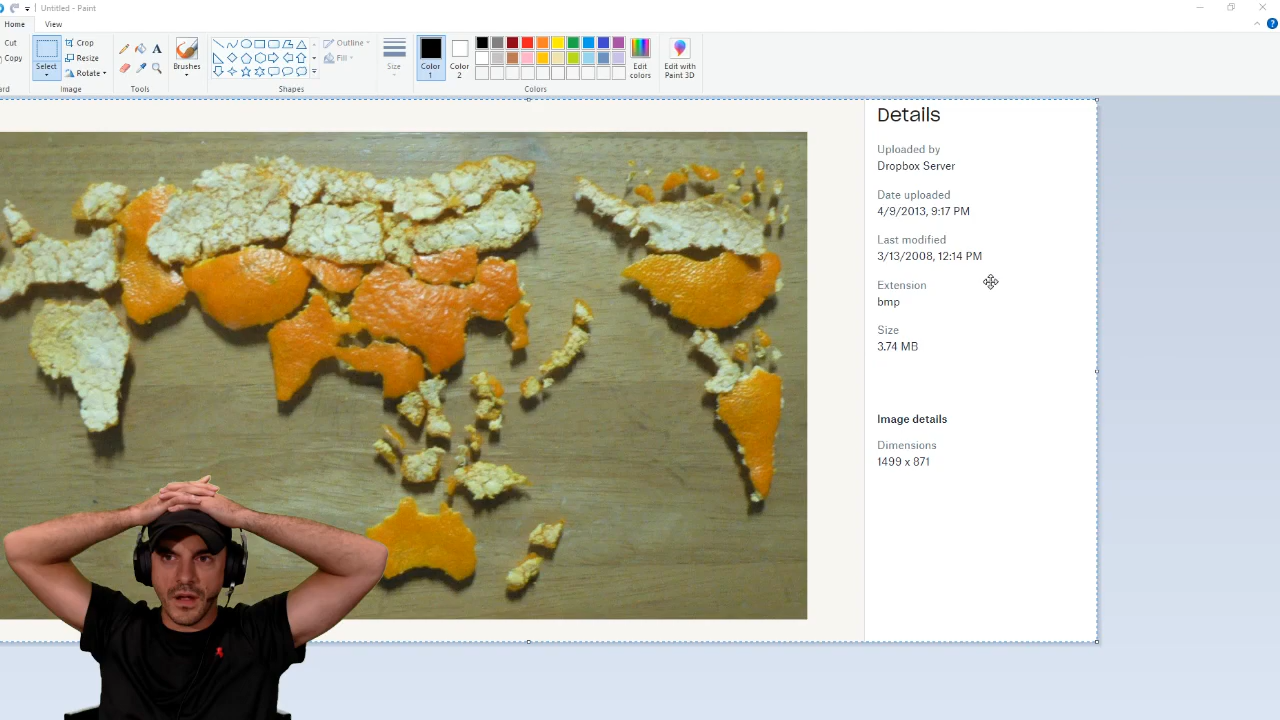 Untitled - Paint
Home View
Cut
Copy
Select
Crop
Resize
Rotate
Image
Tools
Brushes
Shapes
Outline
Fill
Size
Color 1
Color 2
Edit colors
Colors
Edit with Paint 3D
Details
Uploaded by
Dropbox Server
Date uploaded
4/9/2013, 9:17 PM
Last modified
3/13/2008, 12:14 PM
Extension
bmp
Size
3.74 MB
Image details
Dimensions
1499 x 871